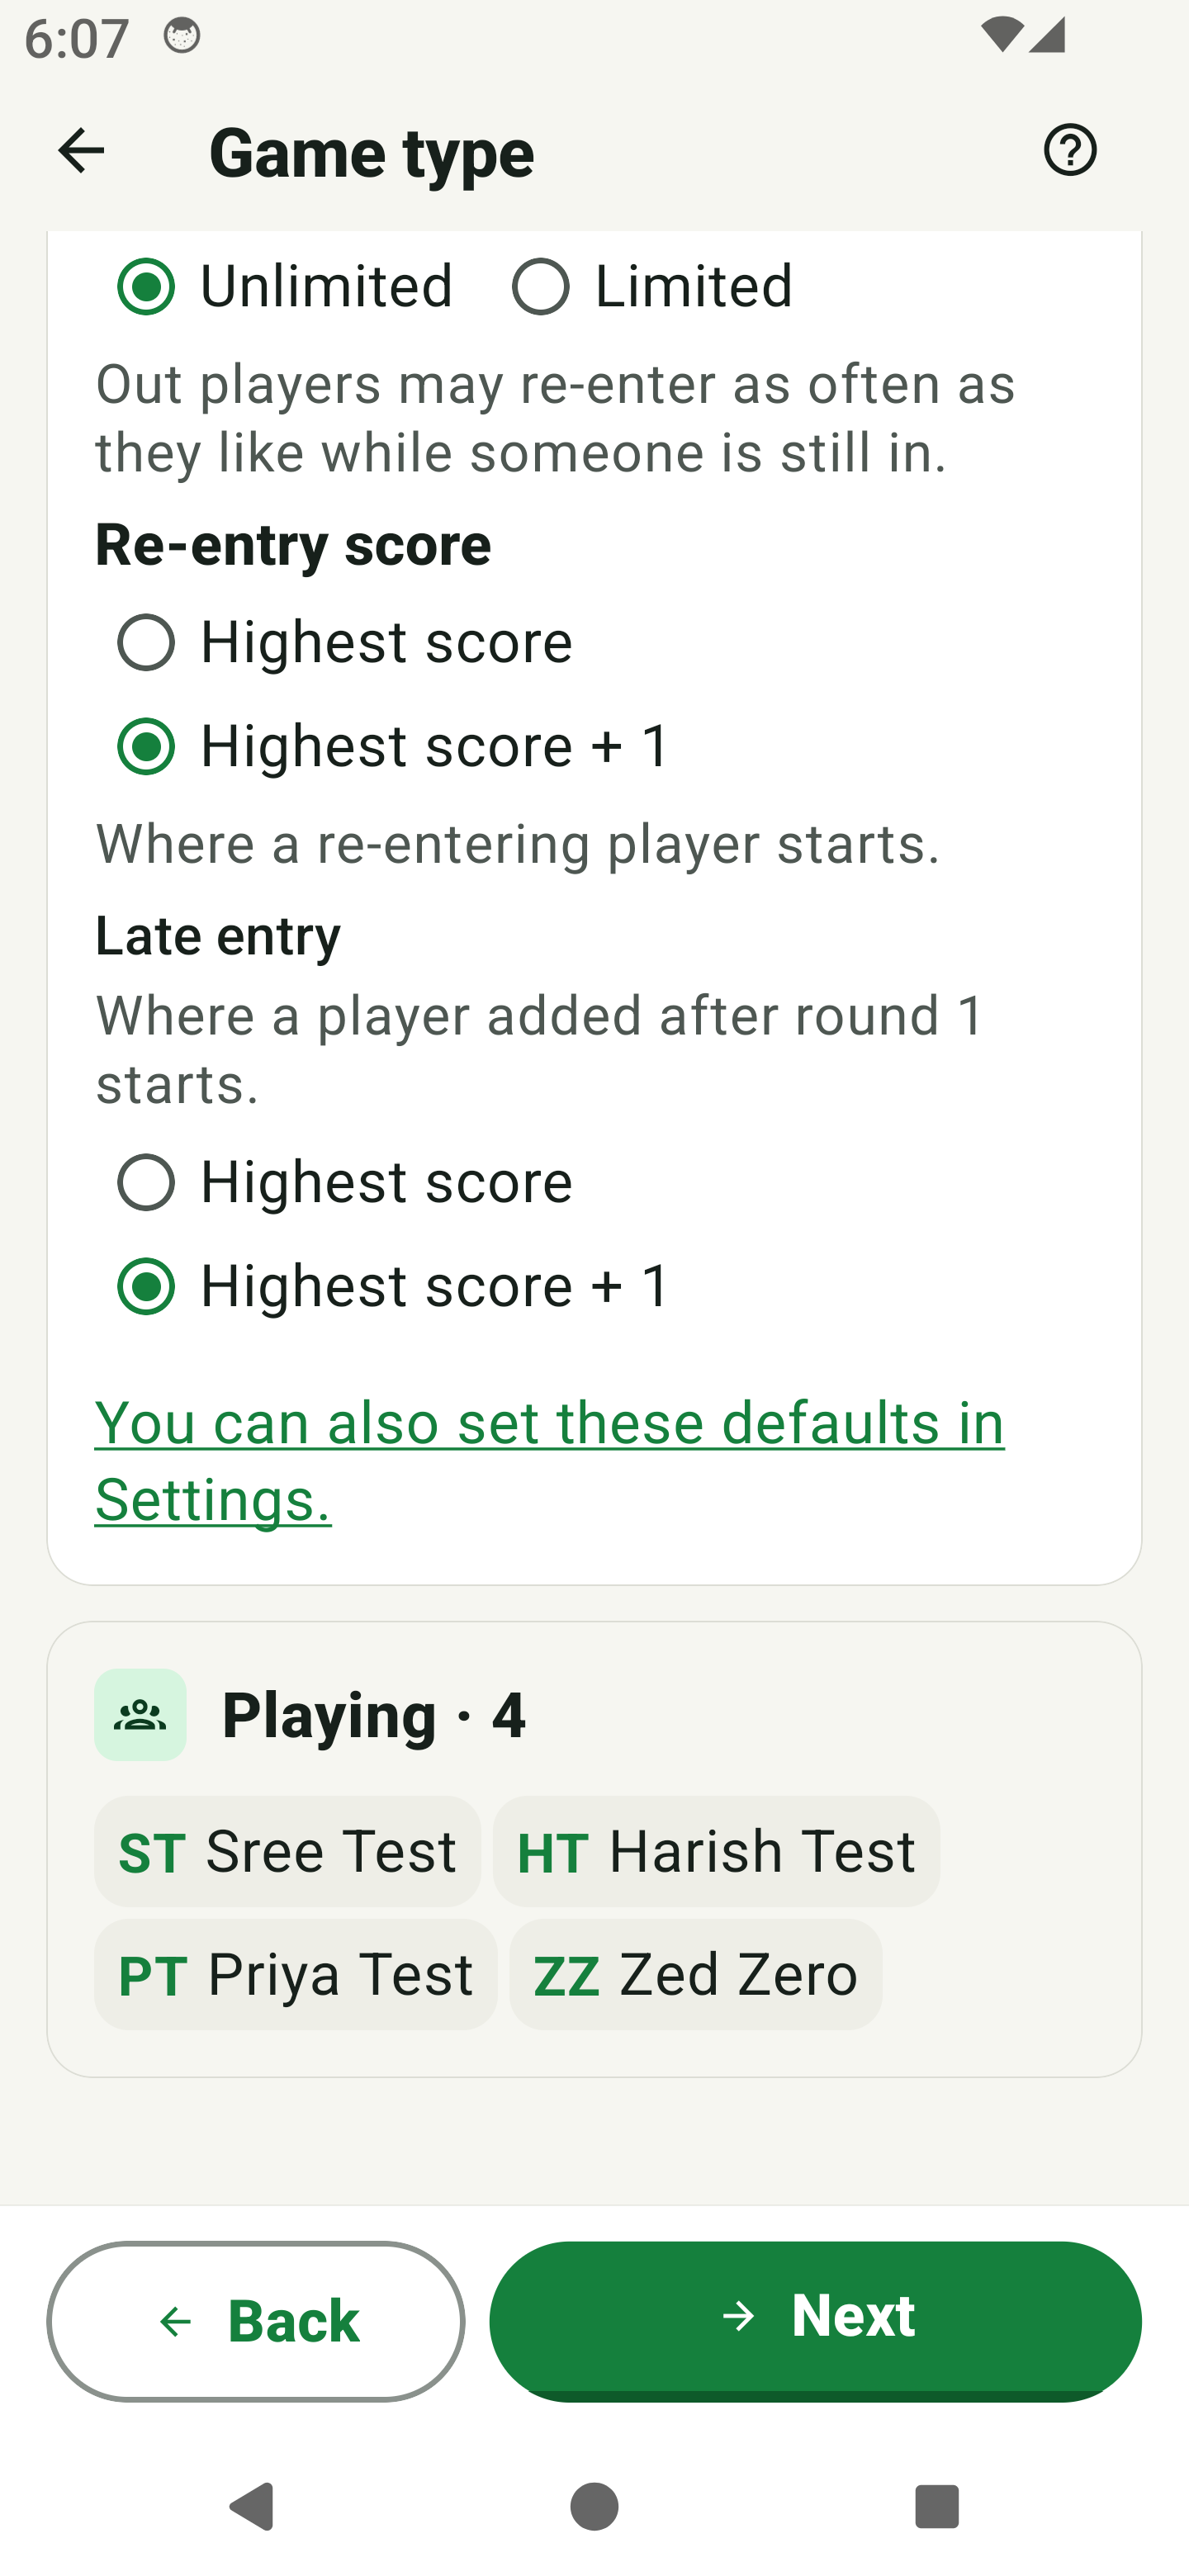 6:07
Game type
Unlimited
Limited
Out players may re-enter as often as
they like while someone is still in.
Re-entry score
Highest score
Highest score + 1
Where a re-entering player starts.
Late entry
Where a player added after round 1
starts.
Highest score
Highest score + 1
You can also set these defaults in
Settings.
Playing · 4
ST Sree Test
HT Harish Test
PT Priya Test
ZZ Zed Zero
Back
Next